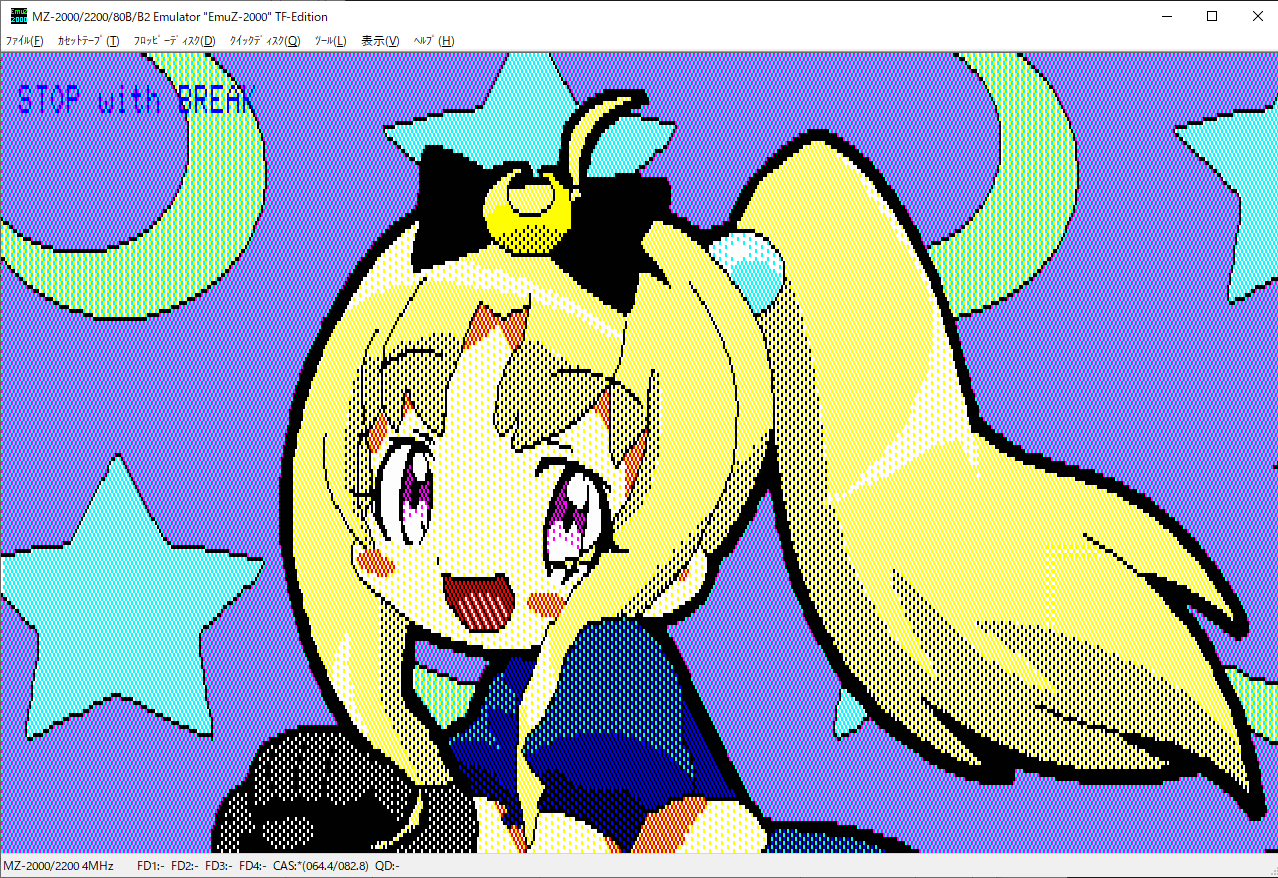 EmuZ 2000
MZ-2000/2200/80B/B2 Emulator "EmuZ-2000" TF-Edition
ﾌｧｲﾙ(F) ｶｾｯﾄﾃｰﾌﾟ(T) ﾌﾛｯﾋﾟｰﾃﾞｨｽｸ(D) ｸｲｯｸﾃﾞｨｽｸ(Q) ﾂｰﾙ(L) 表示(V) ﾍﾙﾌﾟ(H)
STOP with BREAK
MZ-2000/2200 4MHz FD1:- FD2:- FD3:- FD4:- CAS:*(064.4/082.8) QD:-